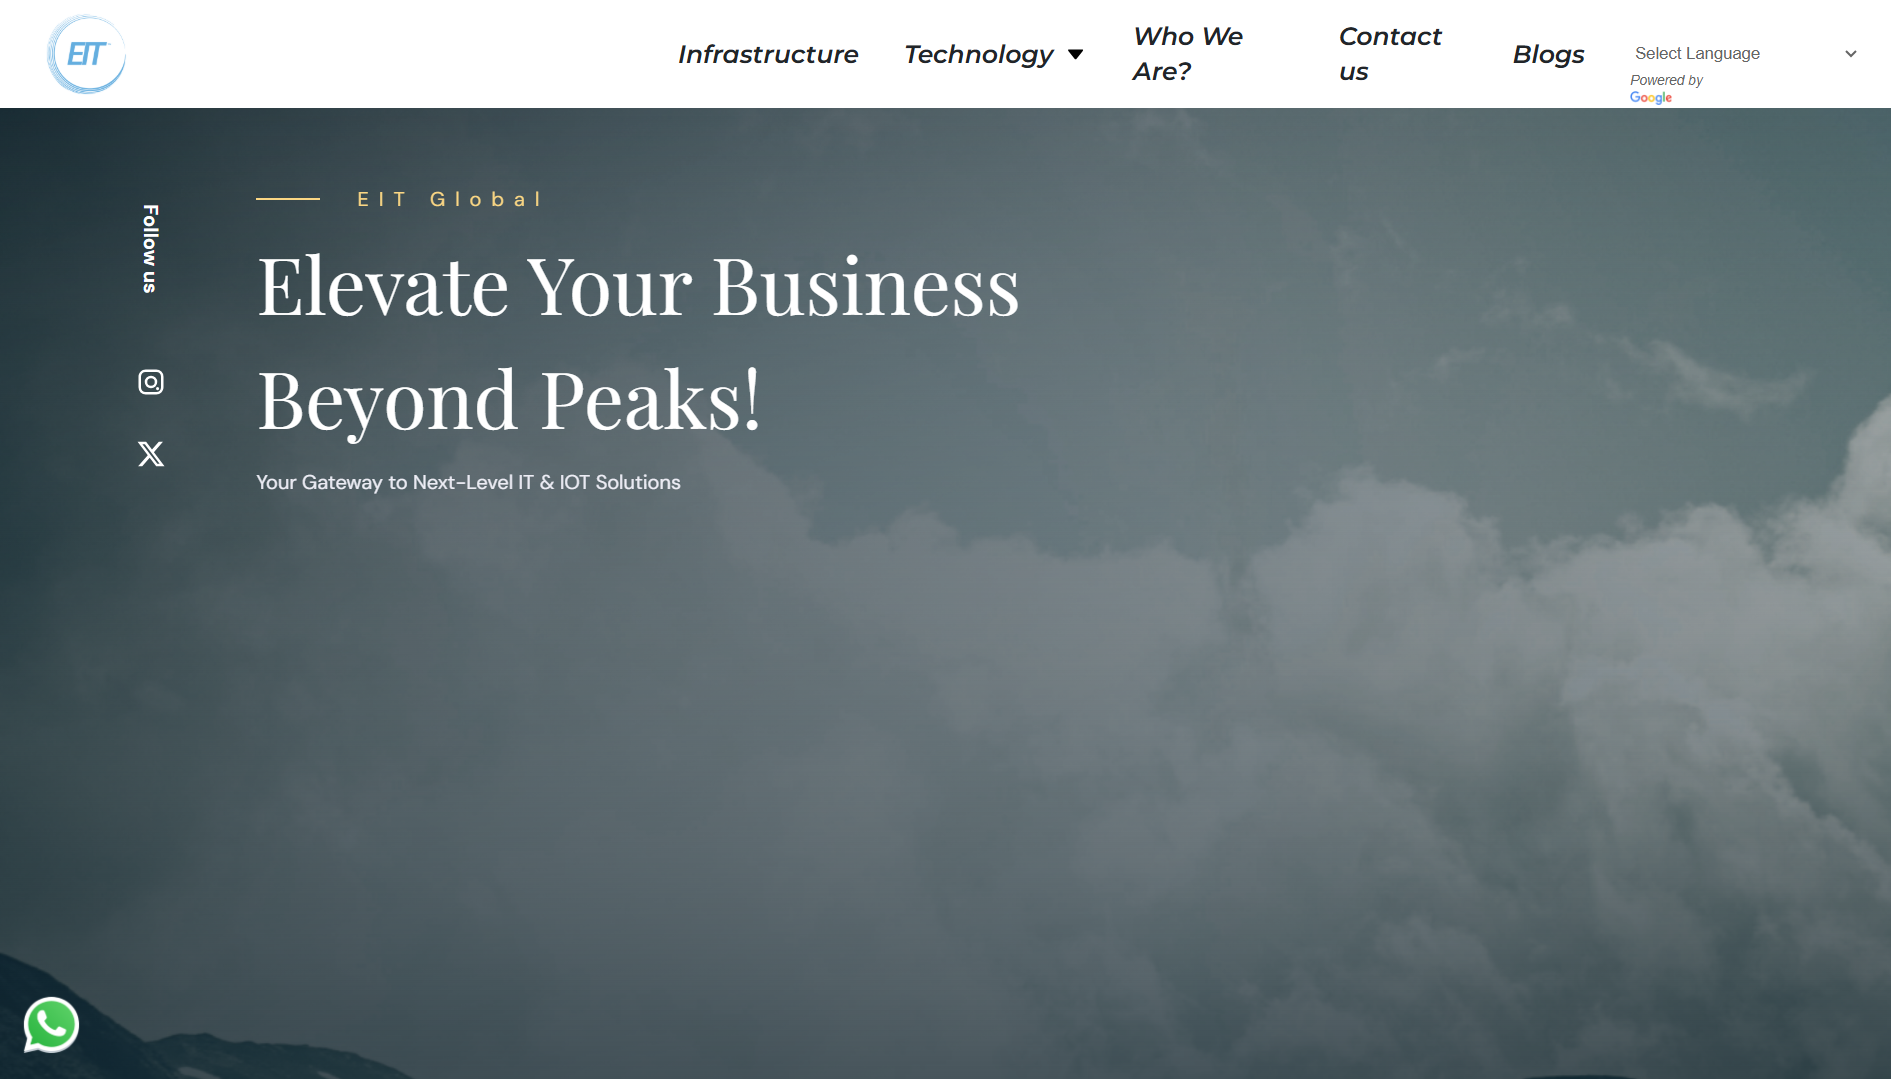 EIT
Infrastructure
Technology
Who We
Are?
Contact
us
Blogs
Select Language
Powered by
Google
Follow us
EIT Global
Elevate Your Business
Beyond Peaks!
Your Gateway to Next-Level IT & IOT Solutions